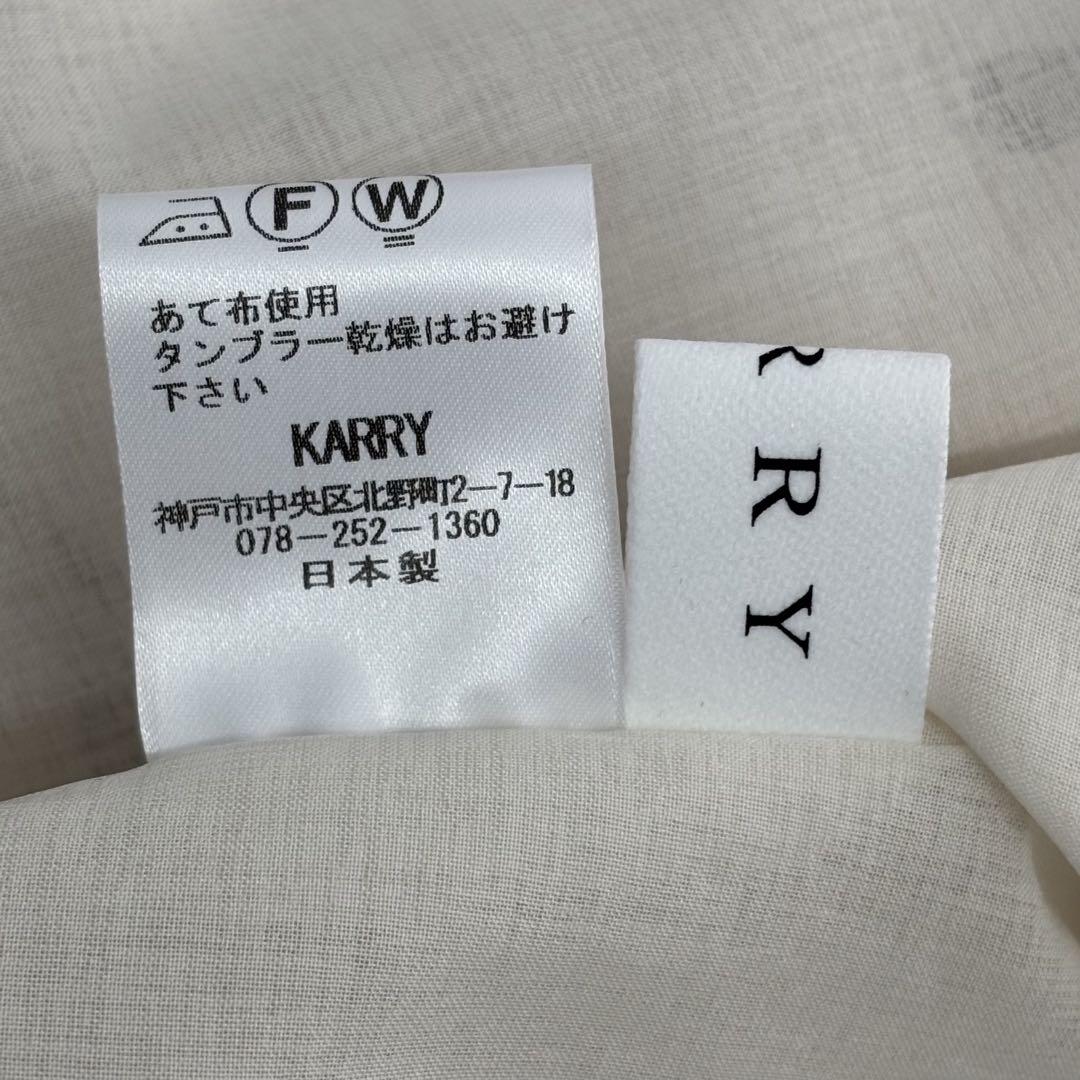 F W
あて布使用
タンブラー乾燥はお避け
下さい
KARRY
神戸市中央区北野町2-7-18
078-252-1360
日本製
R
R
Y